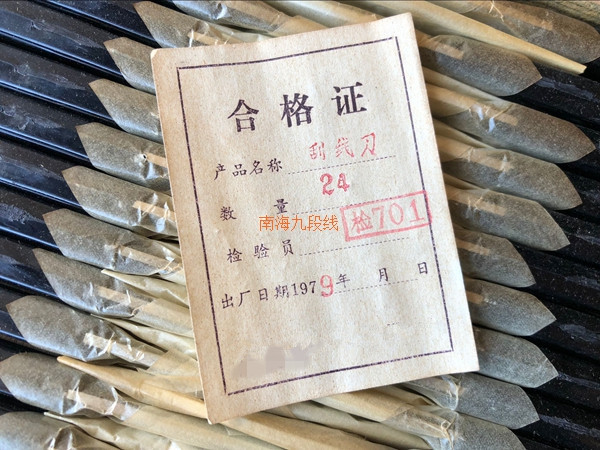 合格证
产品名称 刮线刀
数量 24
南海九段线
检验员 检701
出厂日期1979年 月 日